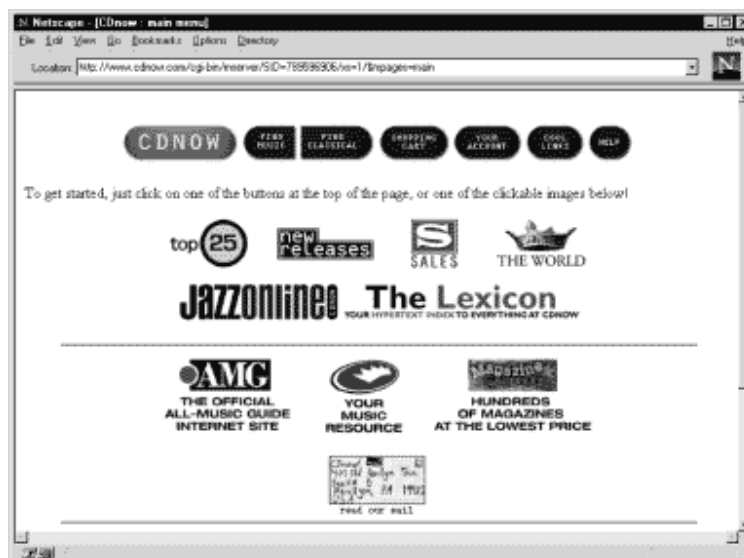 Netscape - [CDnow : main menu]
File Edit View Go Bookmarks Options Directory Help
Location: http://www.cdnow.com/cgi-bin/mserver/SID=789596906/xs=1/$mpages=main
N
CDNOW FIND MUSIC FIND CLASSICAL SHOPPING CART YOUR ACCOUNT COOL LINKS HELP
To get started, just click on one of the buttons at the top of the page, or one of the clickable images below!
top 25 new releases S SALES THE WORLD
JAZZONLINE The Lexicon
YOUR HYPERTEXT INDEX TO EVERYTHING AT CDNOW
AMG Magazine
THE OFFICIAL ALL-MUSIC GUIDE INTERNET SITE
YOUR MUSIC RESOURCE
HUNDREDS OF MAGAZINES AT THE LOWEST PRICE
CDnow
read our mail